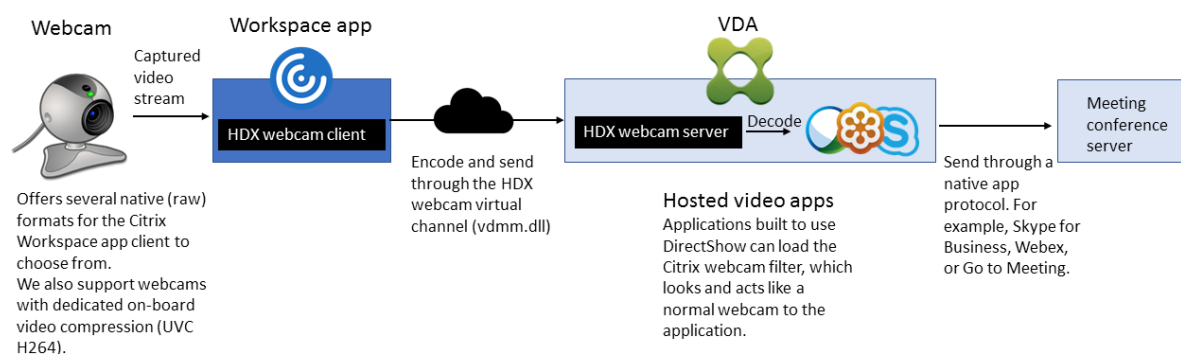 Webcam
Captured
video
stream
Offers several native (raw)
formats for the Citrix
Workspace app client to
choose from.
We also support webcams
with dedicated on-board
video compression (UVC
H264).
Workspace app
HDX webcam client
Encode and send
through the HDX
webcam virtual
channel (vdmm.dll)
VDA
HDX webcam server
Decode
S
Hosted video apps
Applications built to use
DirectShow can load the
Citrix webcam filter, which
looks and acts like a
normal webcam to the
application.
Send through a
native app
protocol. For
example, Skype for
Business, Webex,
or Go to Meeting.
Meeting
conference
server